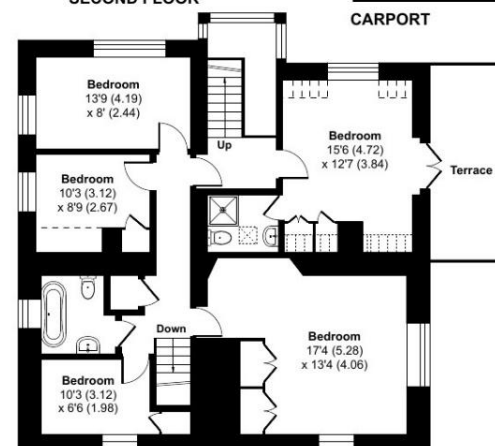 SECOND FLOOR
CARPORT
Bedroom
13'9 (4.19)
x 8' (2.44)
Bedroom
15'6 (4.72)
x 12'7 (3.84)
Up
Terrace
Bedroom
10'3 (3.12)
x 8'9 (2.67)
Down
Bedroom
17'4 (5.28)
x 13'4 (4.06)
Bedroom
10'3 (3.12)
x 6'6 (1.98)